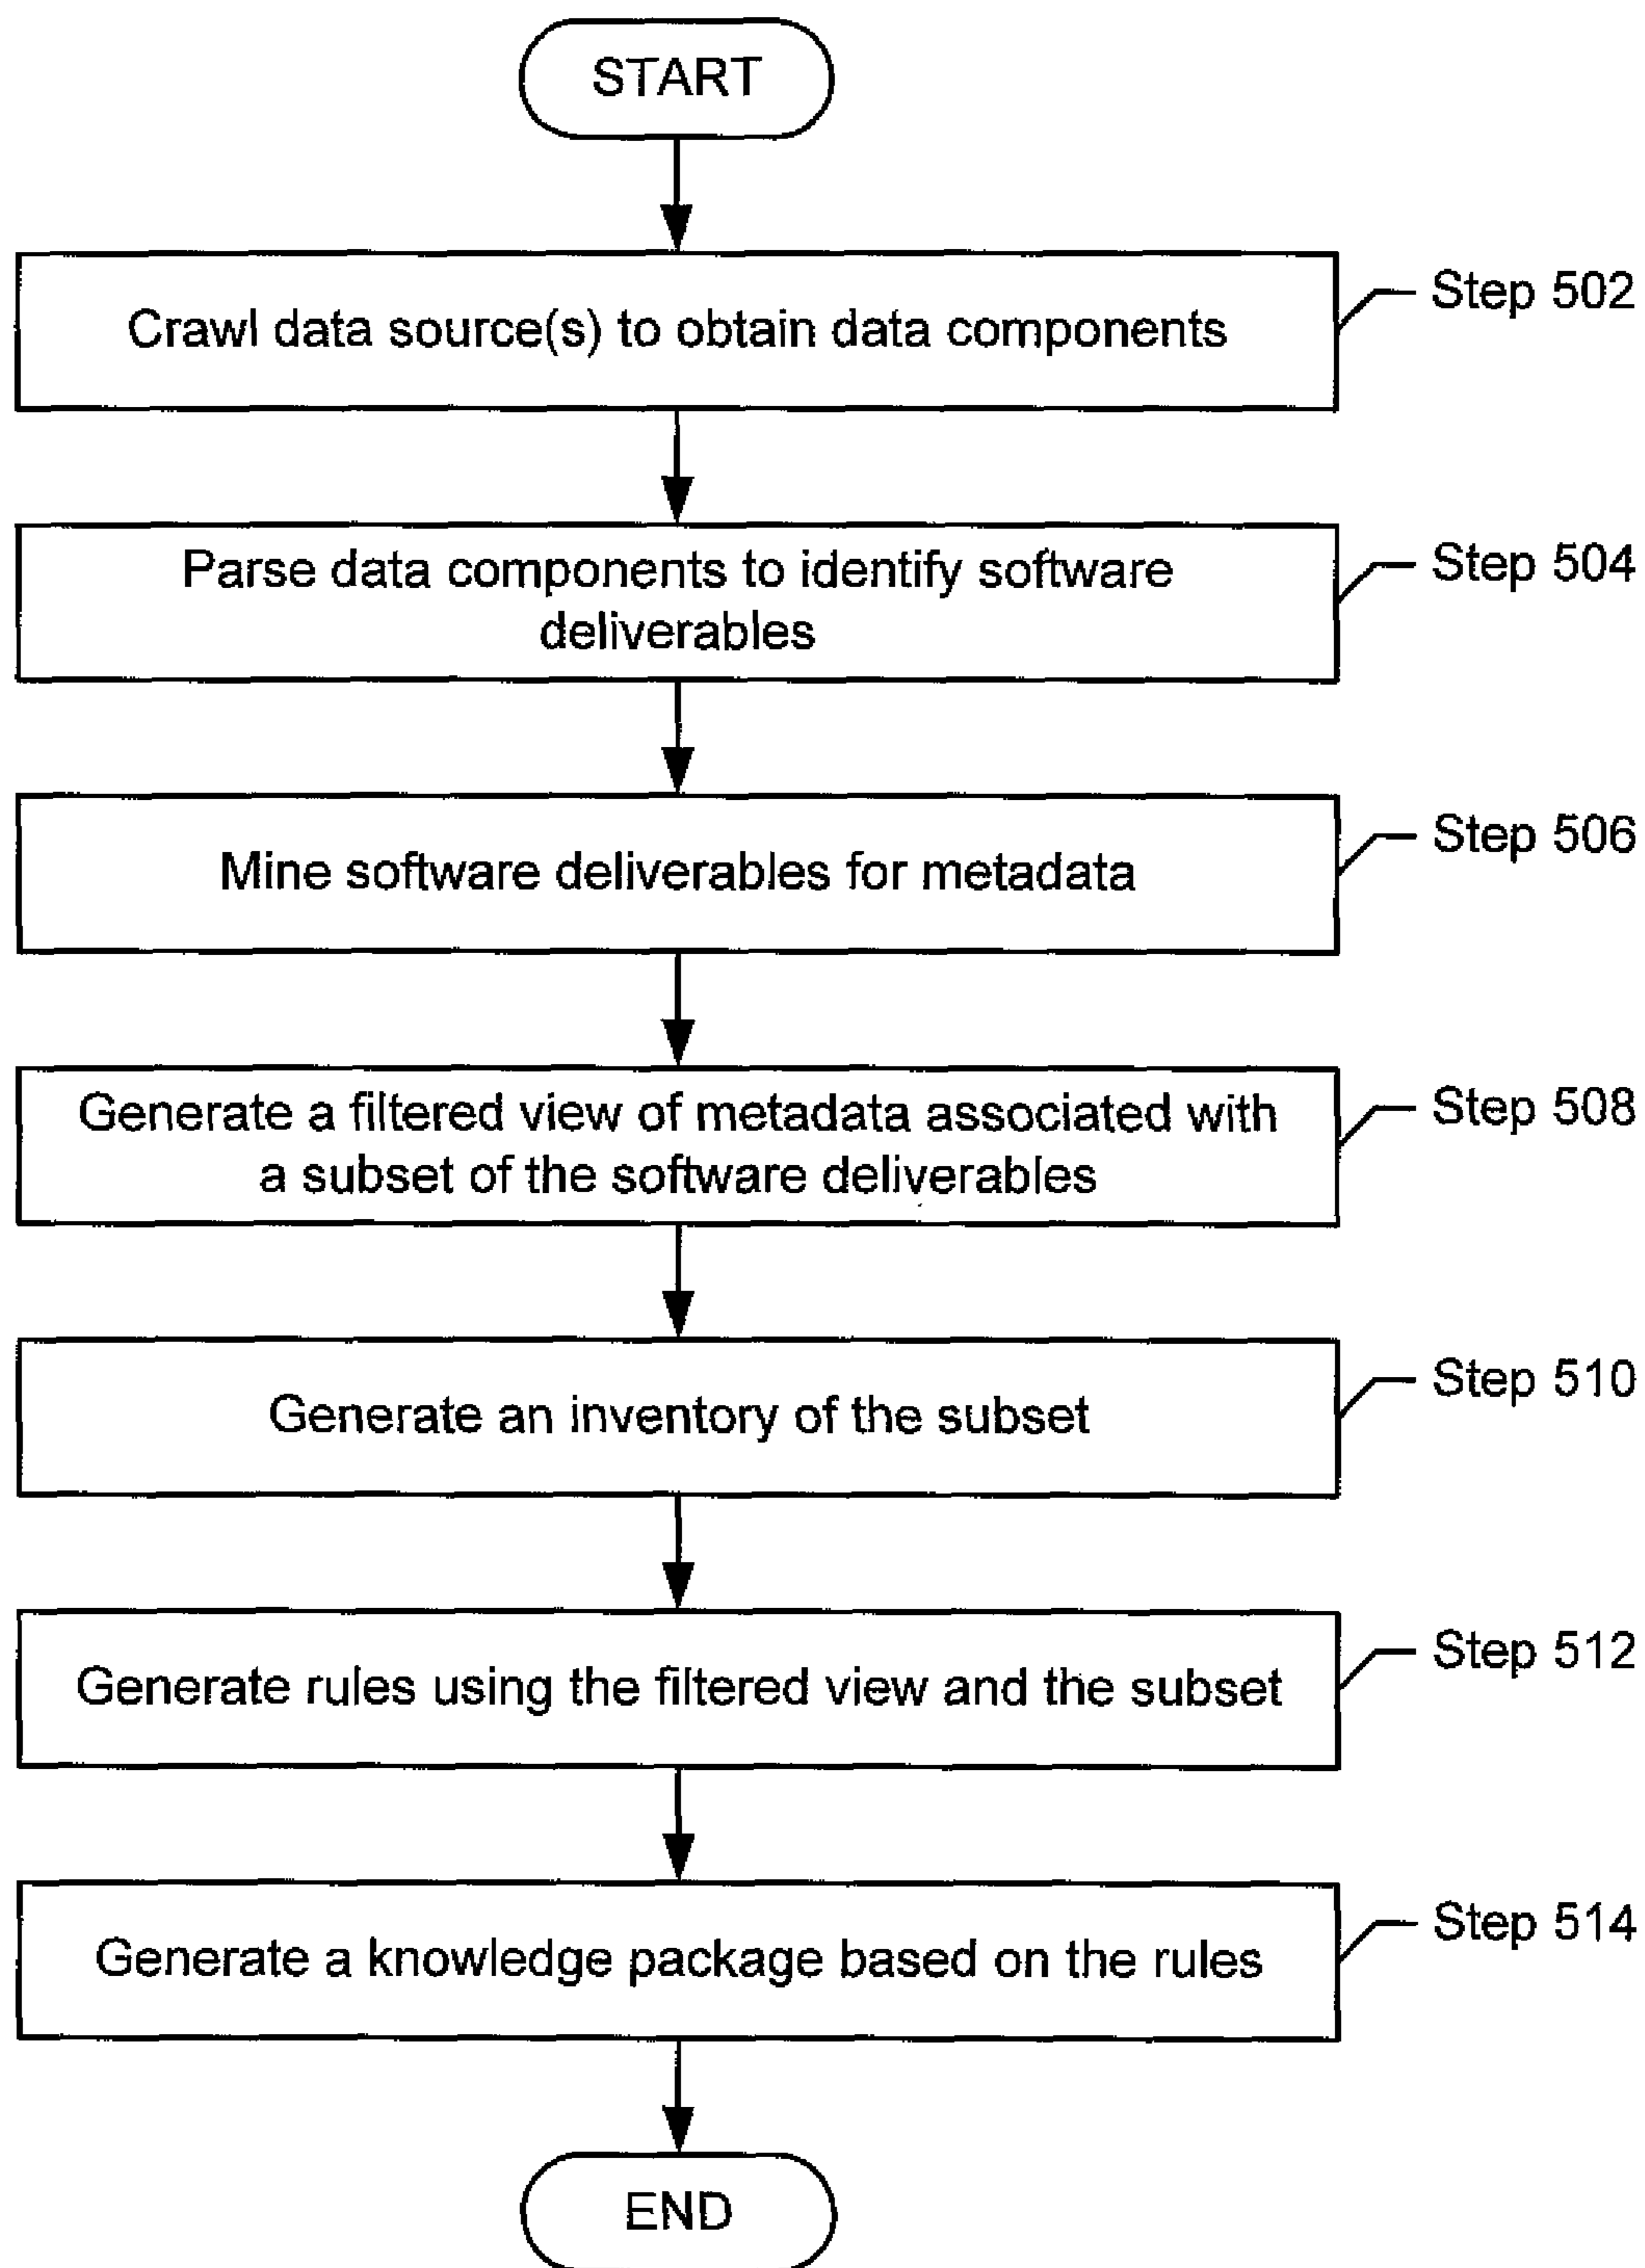 START
Crawl data source(s) to obtain data components
Step 502
Parse data components to identify software
deliverables
Step 504
Mine software deliverables for metadata
Step 506
Generate a filtered view of metadata associated with
a subset of the software deliverables
Step 508
Generate an inventory of the subset
Step 510
Generate rules using the filtered view and the subset
Step 512
Generate a knowledge package based on the rules
Step 514
END